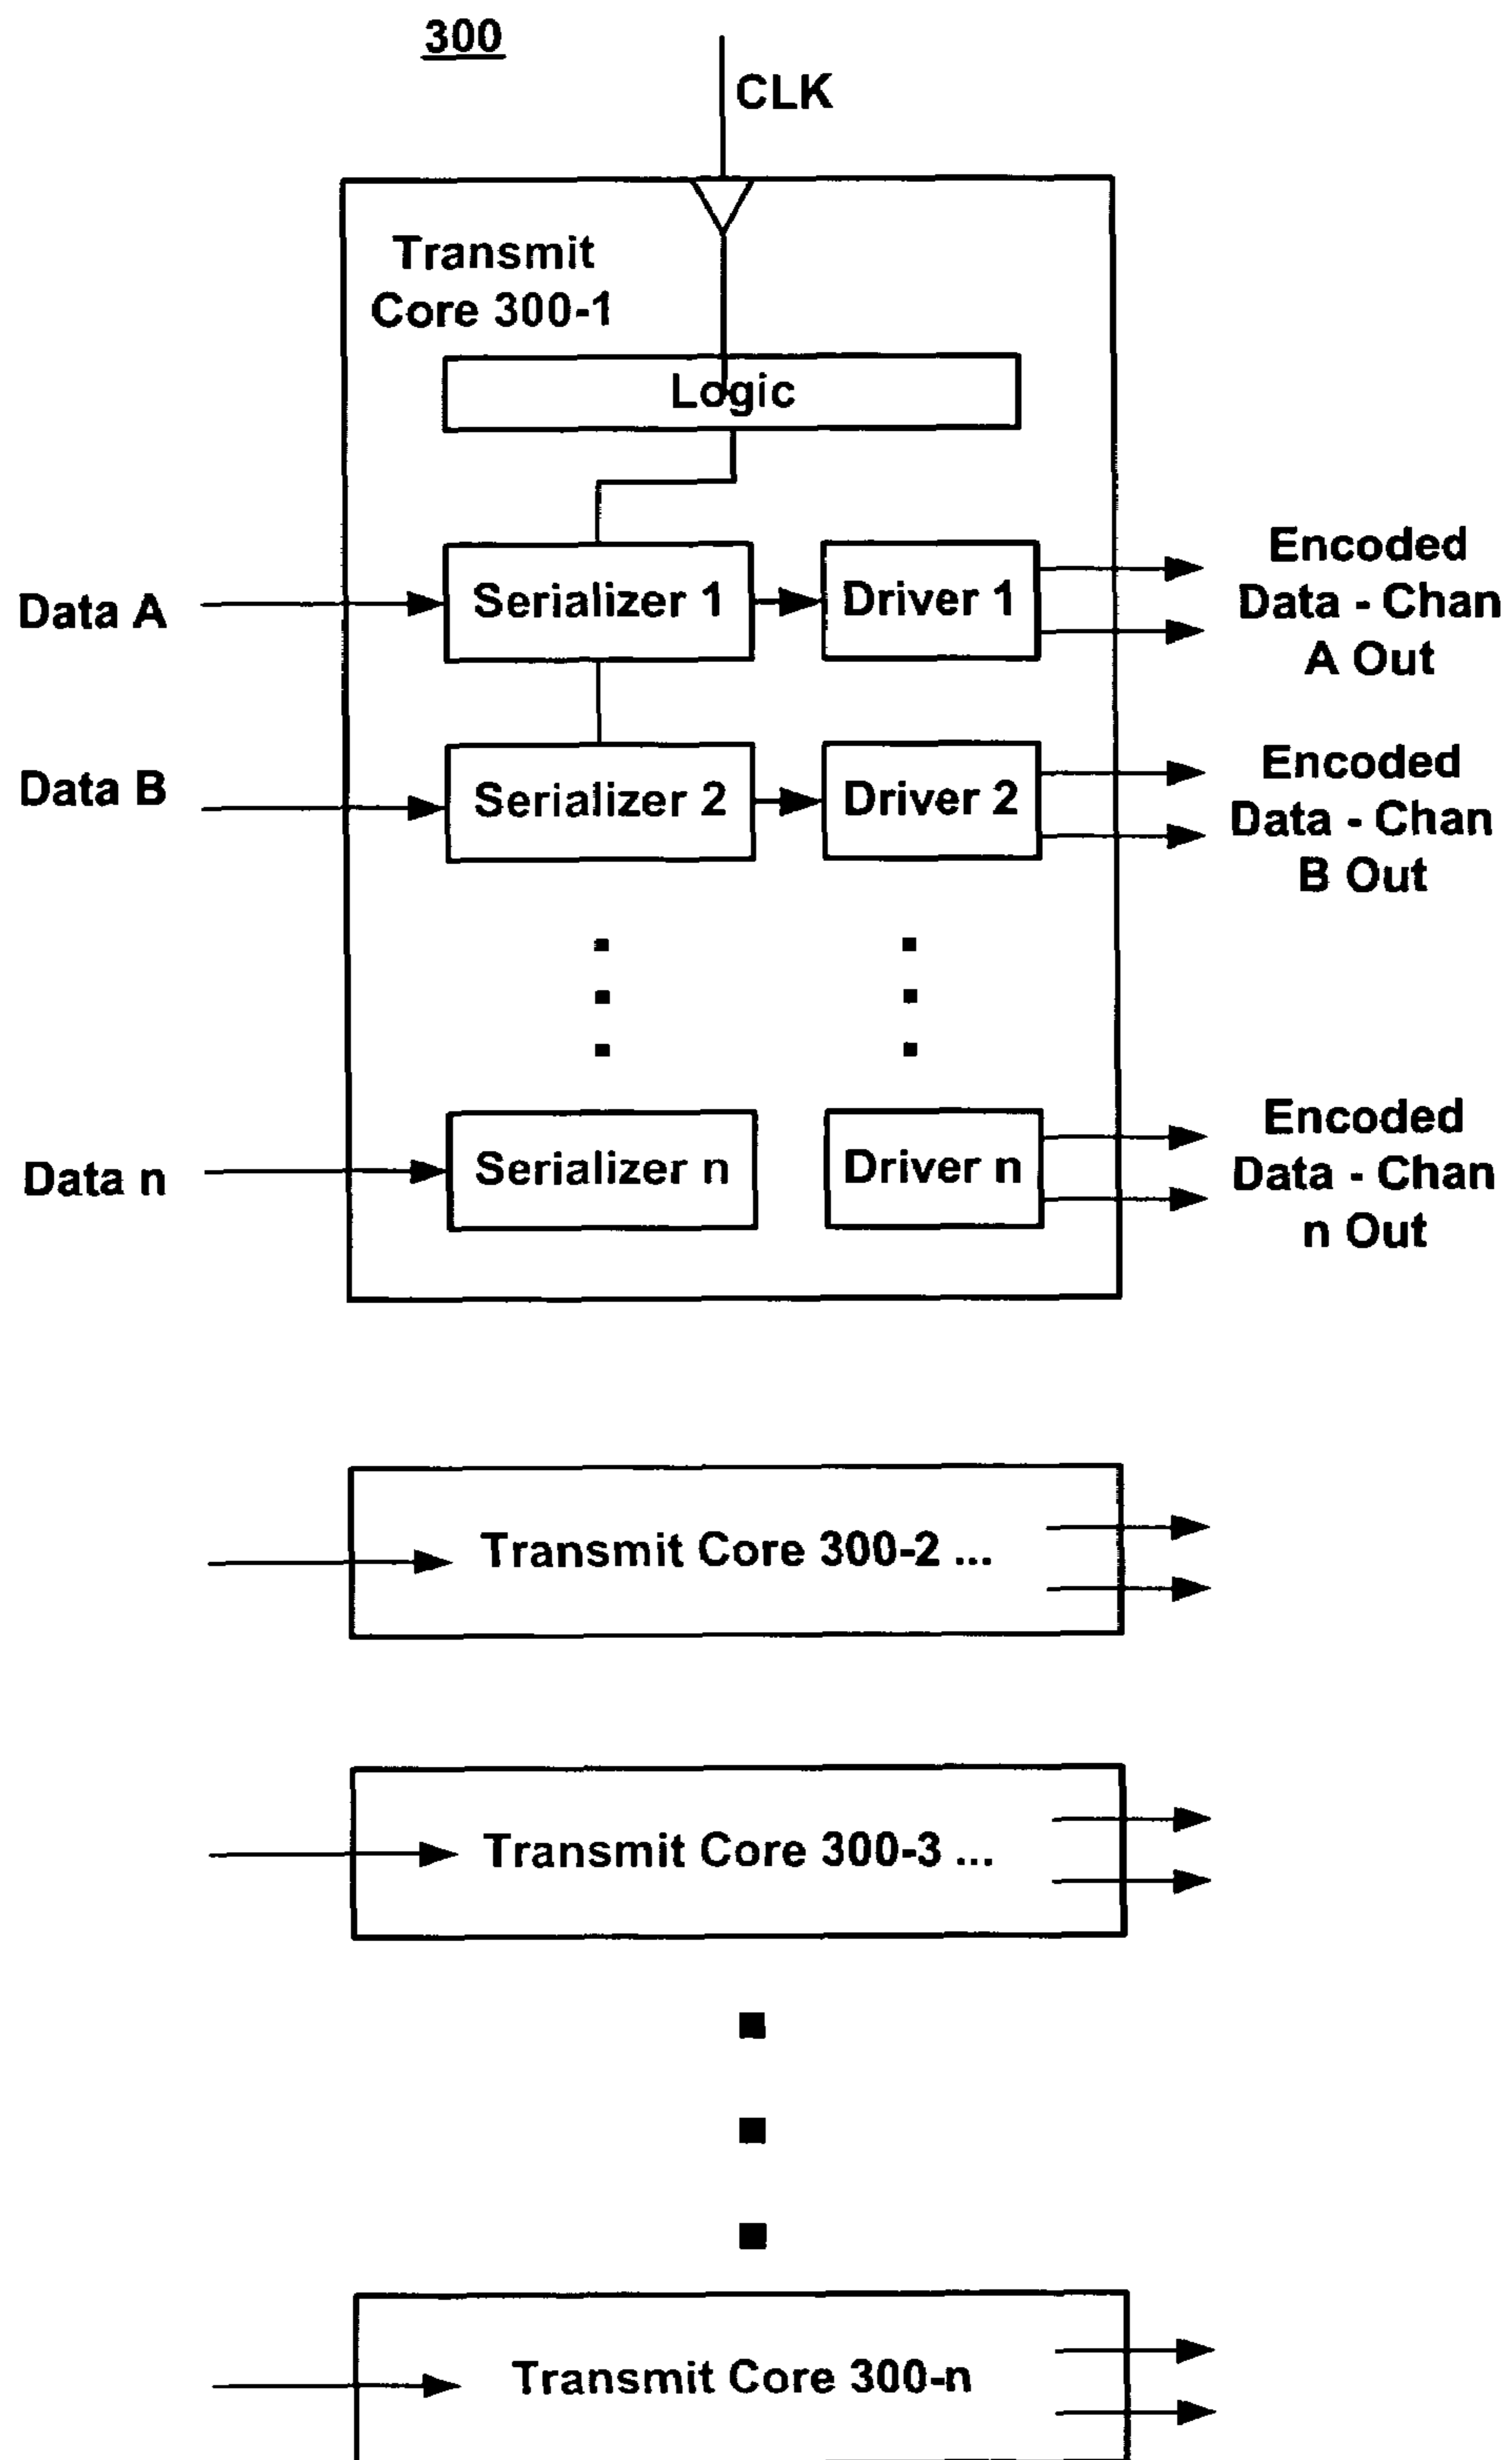 300
CLK
Transmit
Core 300-1
Logic
Data A
Serializer 1
Driver 1
Encoded
Data - Chan
A Out
Data B
Serializer 2
Driver 2
Encoded
Data - Chan
B Out
Data n
Serializer n
Driver n
Encoded
Data - Chan
n Out
Transmit Core 300-2 ...
Transmit Core 300-3 ...
Transmit Core 300-n